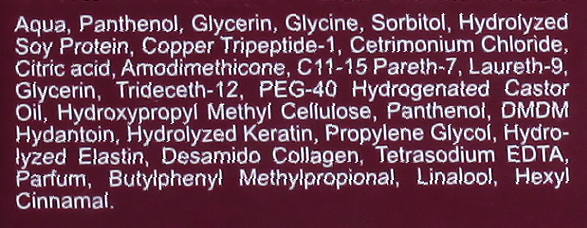 Aqua, Panthenol, Glycerin, Glycine, Sorbitol, Hydrolyzed
Soy Protein, Copper Tripeptide-1, Cetrimonium Chloride,
Citric acid, Amodimethicone, C11-15 Pareth-7, Laureth-9,
Glycerin, Trideceth-12, PEG-40 Hydrogenated Castor
Oil, Hydroxypropyl Methyl Cellulose, Panthenol, DMDM
Hydantoin, Hydrolyzed Keratin, Propylene Glycol, Hydro-
lyzed Elastin, Desamido Collagen, Tetrasodium EDTA,
Parfum, Butylphenyl Methylpropional, Linalool, Hexyl
Cinnamal.